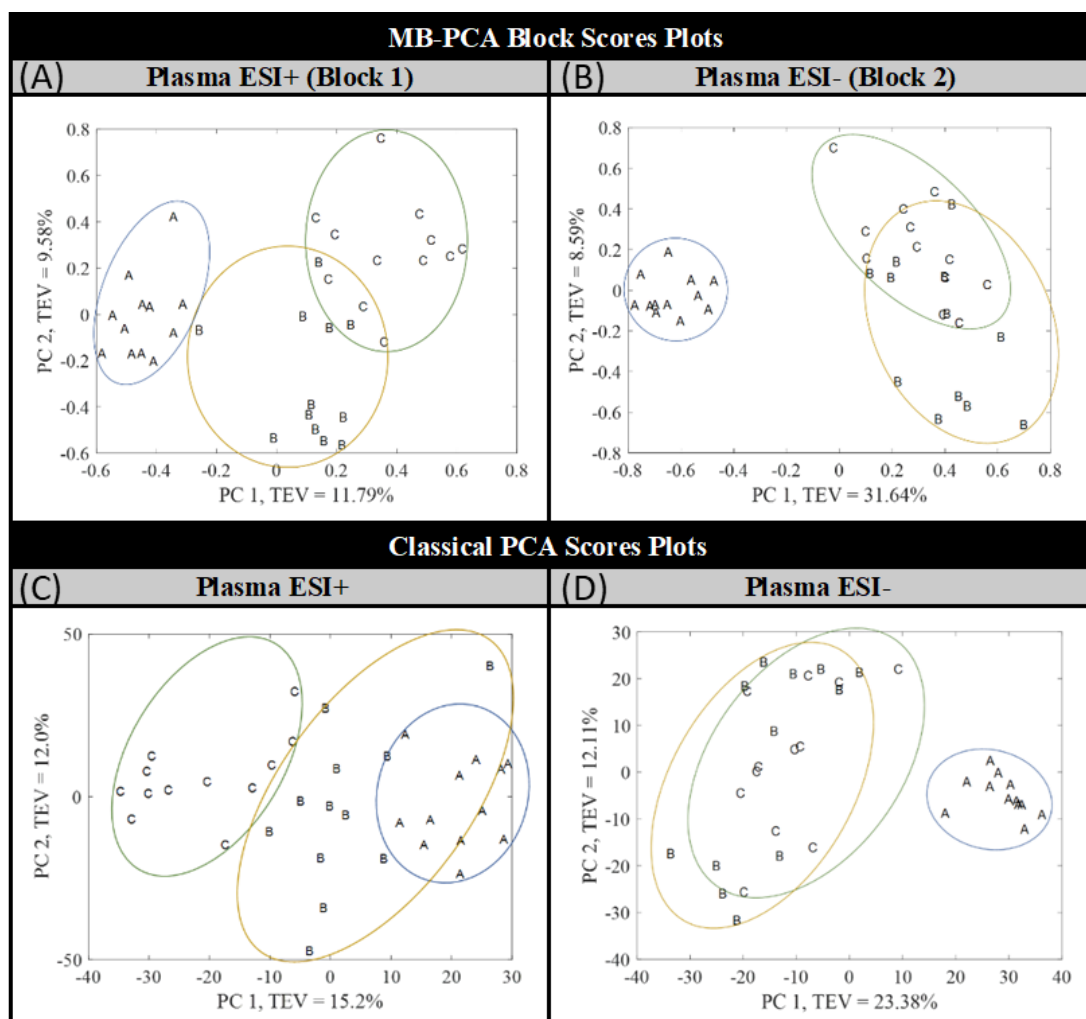 MB-PCA Block Scores Plots
(A) Plasma ESI+ (Block 1)
(B) Plasma ESI- (Block 2)
PC 2, TEV = 9.58%
0.8
0.6
0.4
0.2
0
-0.2
-0.4
-0.6
-0.6 -0.4 -0.2 0 0.2 0.4 0.6 0.8
PC 1, TEV = 11.79%
A A A A A A A A A A A A A
B B B B B B B B B B B B B
C C C C C C C C C C C C C
PC 2, TEV = 8.59%
0.8
0.6
0.4
0.2
0
-0.2
-0.4
-0.6
-0.8
-0.8 -0.6 -0.4 -0.2 0 0.2 0.4 0.6 0.8
PC 1, TEV = 31.64%
Classical PCA Scores Plots
(C) Plasma ESI+
(D) Plasma ESI-
PC 2, TEV = 12.0%
50
0
-50
-40 -30 -20 -10 0 10 20 30
PC 1, TEV = 15.2%
PC 2, TEV = 12.11%
30
20
10
0
-10
-20
-30
-40
-40 -30 -20 -10 0 10 20 30 40
PC 1, TEV = 23.38%